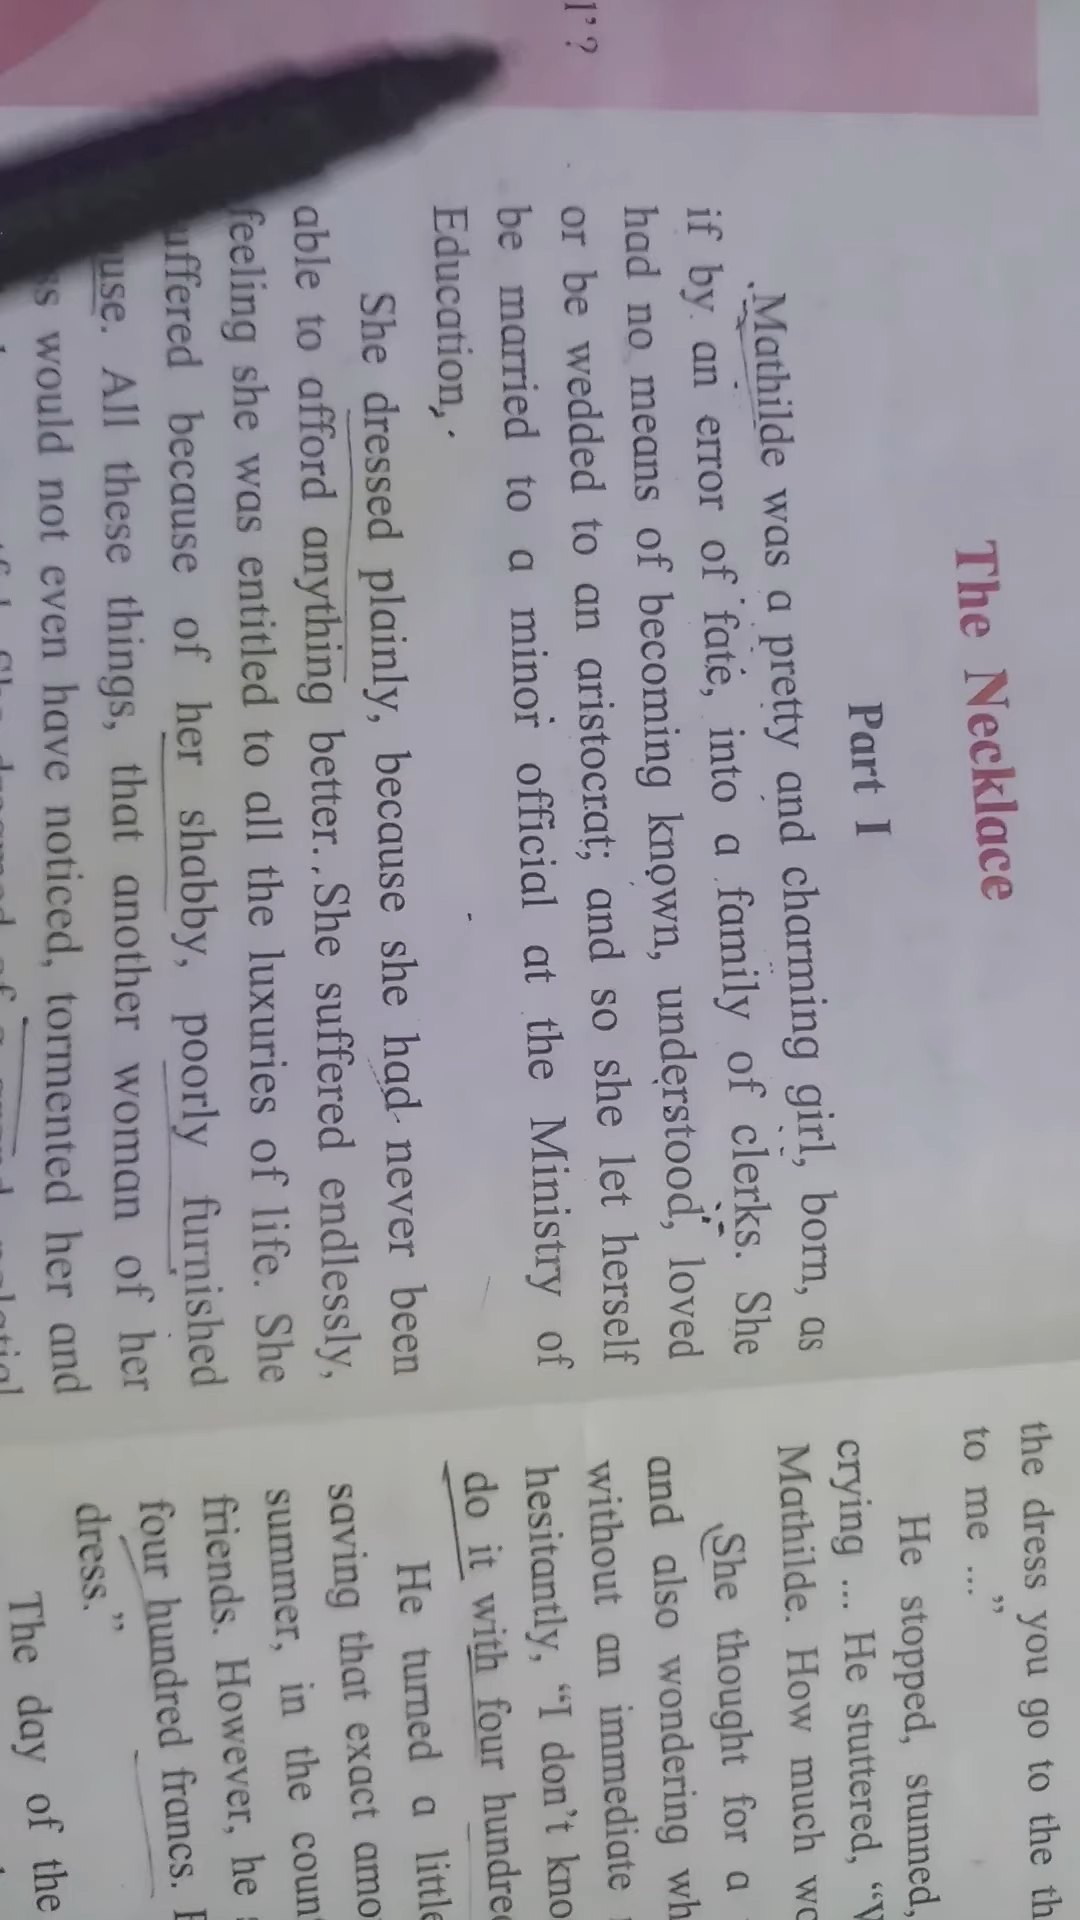 l'?
The Necklace
Part I
Mathilde was a pretty and charming girl, born, as
if by an error of fate, into a family of clerks. She
had no means of becoming known, understood, loved
or be wedded to an aristocrat; and so she let herself
be married to a minor official at the Ministry of
Education,
She dressed plainly, because she had never been
able to afford anything better. She suffered endlessly,
feeling she was entitled to all the luxuries of life. She
uffered because of her shabby, poorly furnished
use. All these things, that another woman of her
ss would not even have noticed, tormented her and
the dress you go to the th
to me ... ”
He stopped, stunned,
crying ... He stuttered, “
Mathilde. How much wo
She thought for a
and also wondering wh
without an immediate
hesitantly, “I don’t kno
do it with four hundre
He turned a little
saving that exact amo
summer, in the coun
friends. However, he
four hundred francs.
dress. ”
The day of the